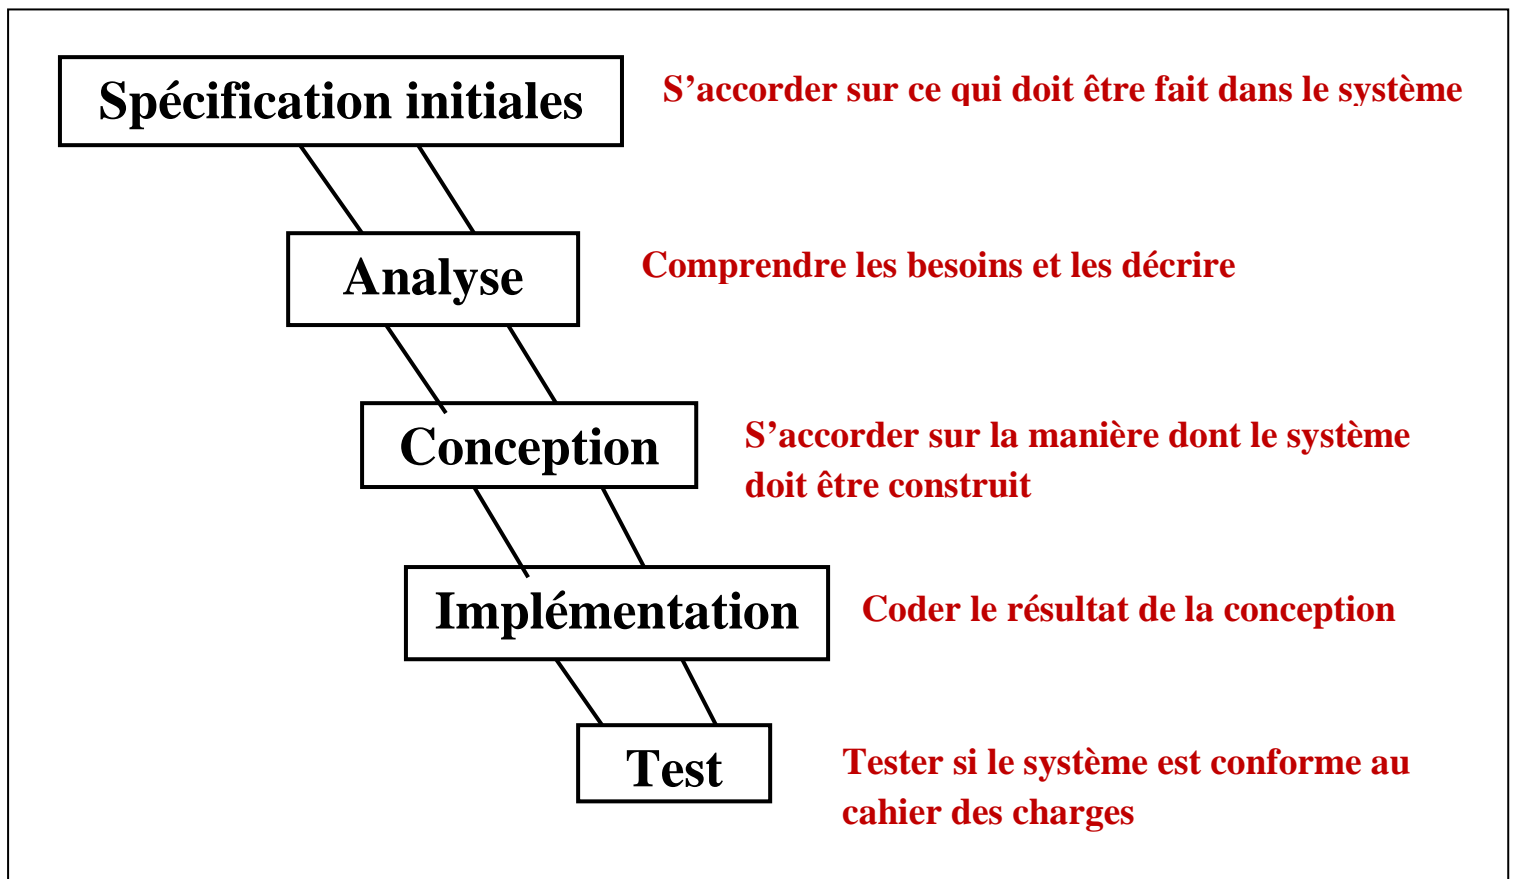 Spécification initiales
S’accorder sur ce qui doit être fait dans le système
Analyse
Comprendre les besoins et les décrire
Conception
S’accorder sur la manière dont le système
doit être construit
Implémentation
Coder le résultat de la conception
Test
Tester si le système est conforme au
cahier des charges